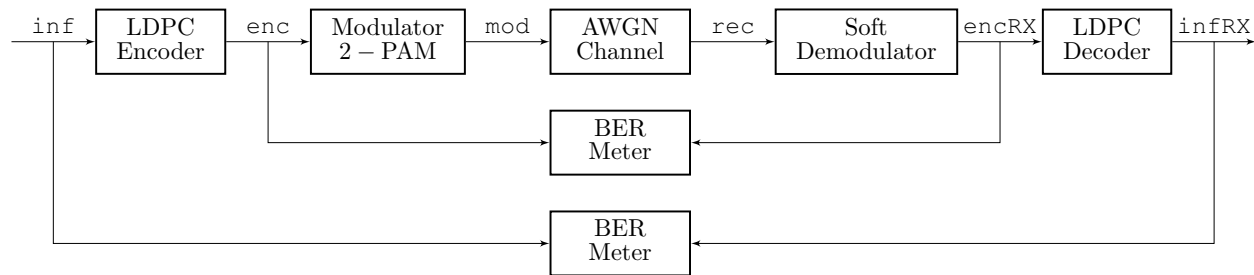 inf
LDPC
Encoder
enc
Modulator
2 − PAM
mod
AWGN
Channel
rec
Soft
Demodulator
encRX
LDPC
Decoder
infRX
BER
Meter
BER
Meter